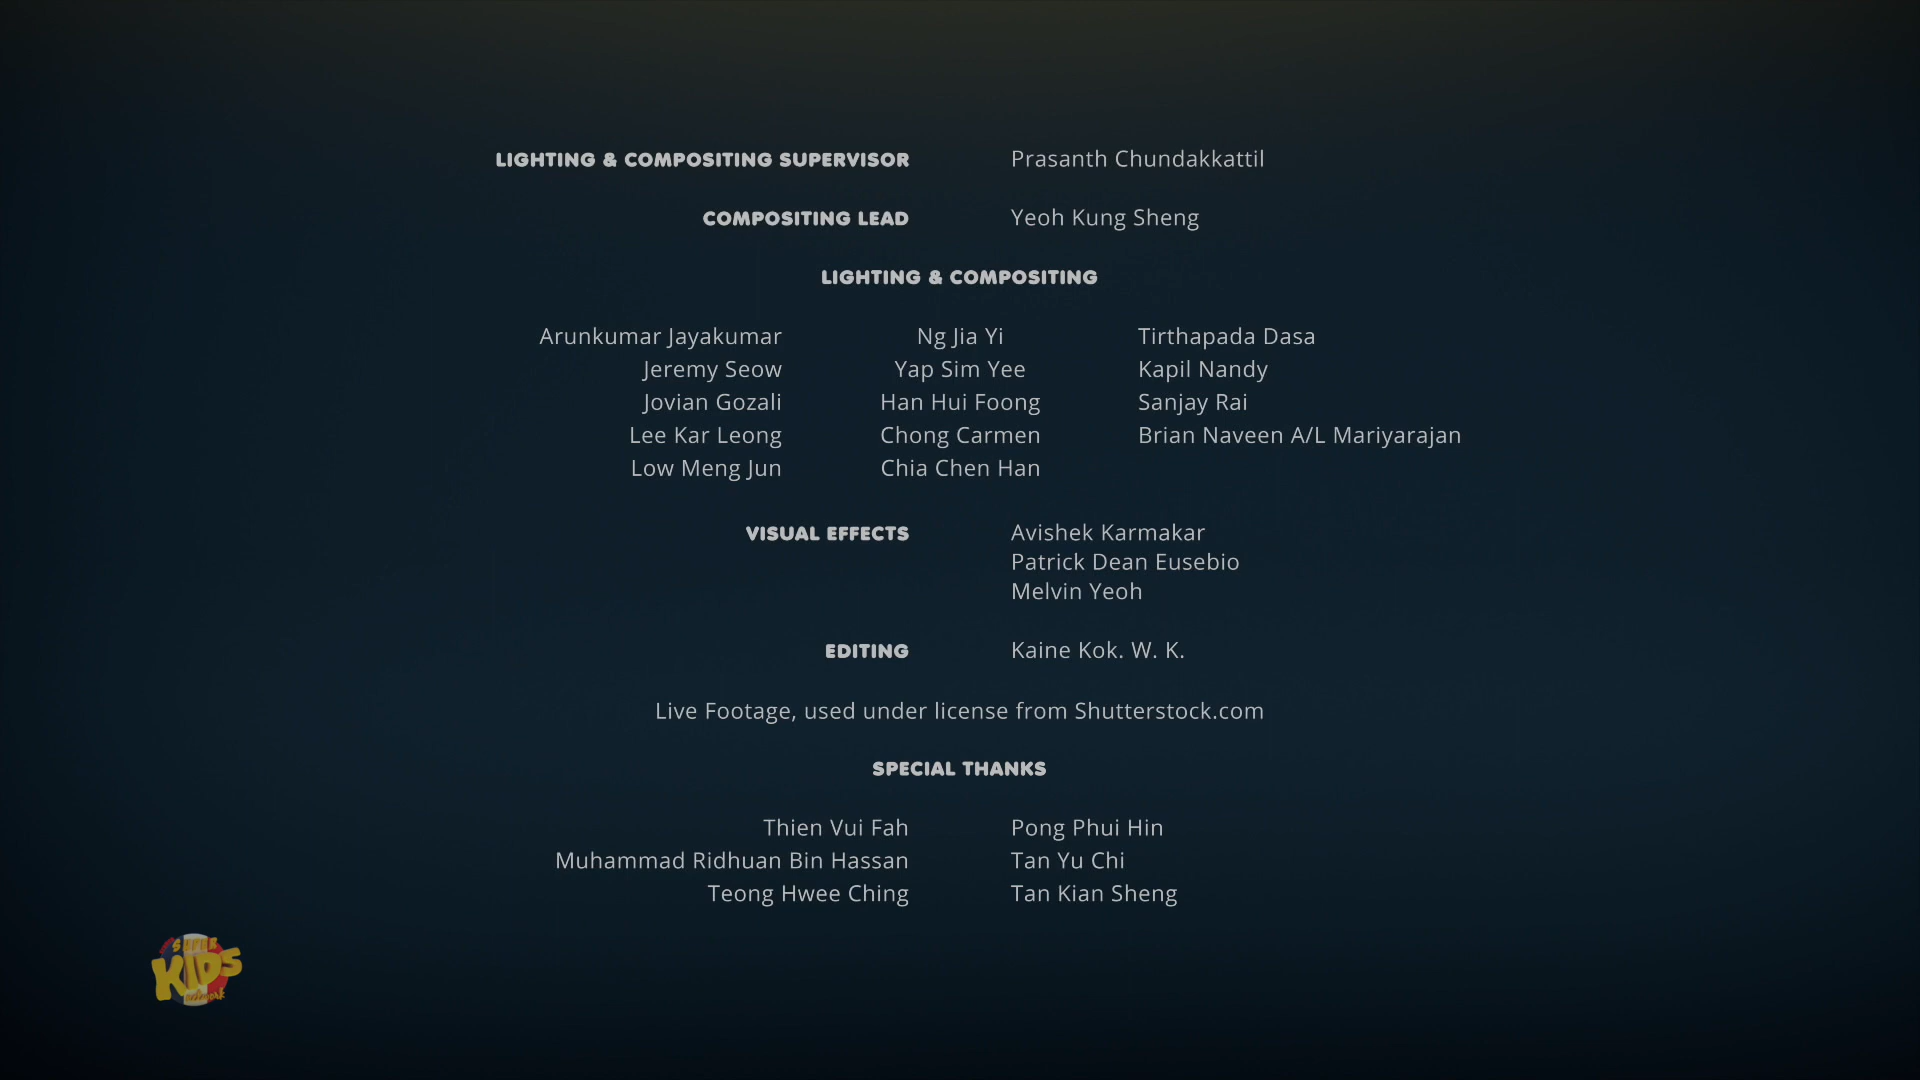 LIGHTING & COMPOSITING SUPERVISOR Prasanth Chundakkattil
COMPOSITING LEAD Yeoh Kung Sheng
LIGHTING & COMPOSITING
Arunkumar Jayakumar Ng Jia Yi Tirthapada Dasa
Jeremy Seow Yap Sim Yee Kapil Nandy
Jovian Gozali Han Hui Foong Sanjay Rai
Lee Kar Leong Chong Carmen Brian Naveen A/L Mariyarajan
Low Meng Jun Chia Chen Han
VISUAL EFFECTS Avishek Karmakar
Patrick Dean Eusebio
Melvin Yeoh
EDITING Kaine Kok. W. K.
Live Footage, used under license from Shutterstock.com
SPECIAL THANKS
Thien Vui Fah Pong Phui Hin
Muhammad Ridhuan Bin Hassan Tan Yu Chi
Teong Hwee Ching Tan Kian Sheng
SUPER
KIDS
network